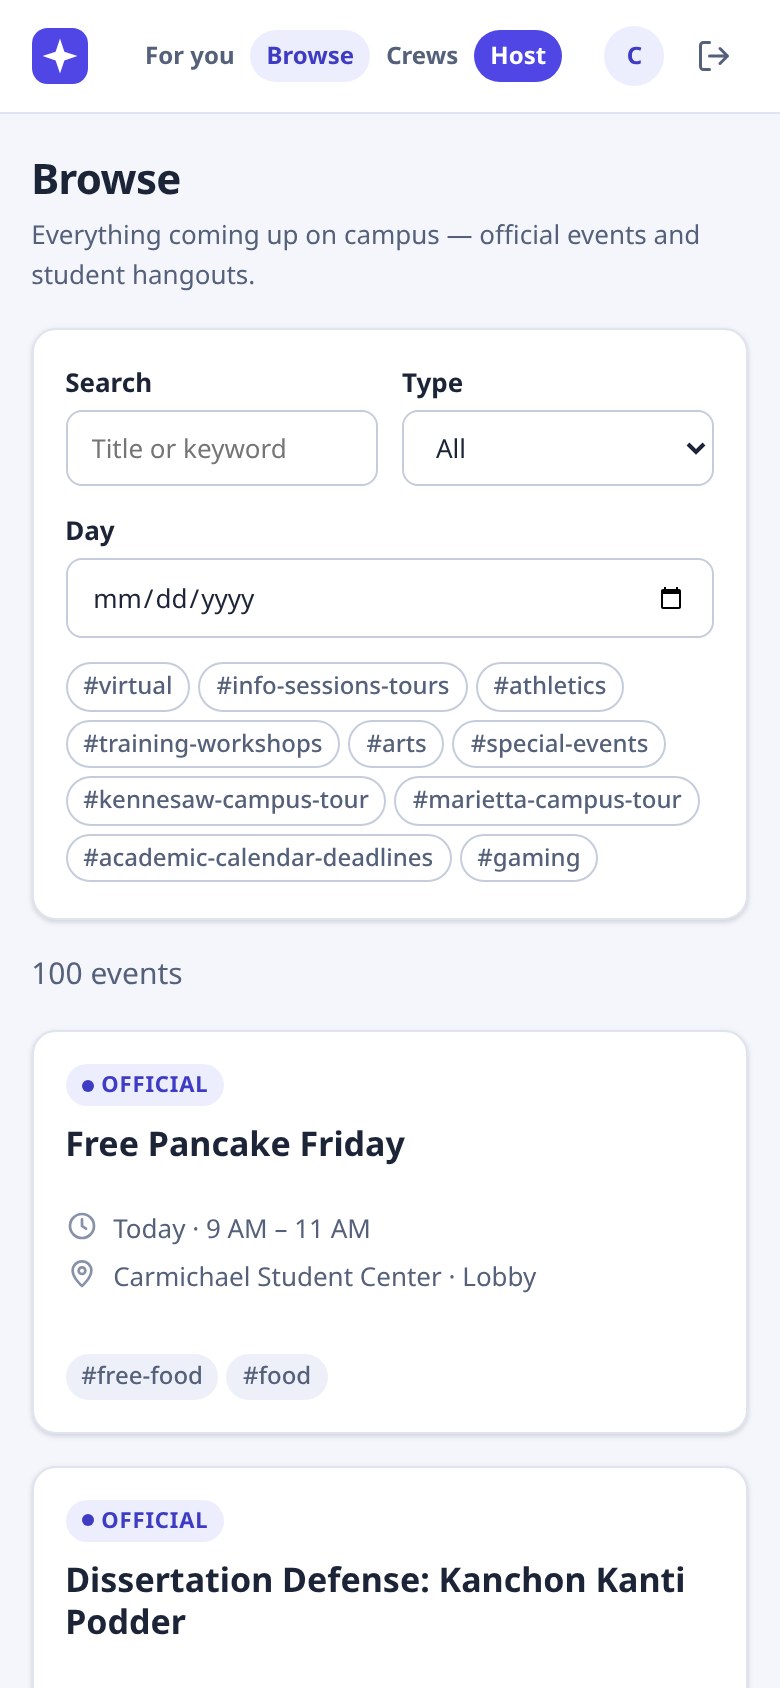 For you Browse Crews Host C
Browse
Everything coming up on campus — official events and
student hangouts.
Search Type
Title or keyword All
Day
mm/dd/yyyy
#virtual #info-sessions-tours #athletics
#training-workshops #arts #special-events
#kennesaw-campus-tour #marietta-campus-tour
#academic-calendar-deadlines #gaming
100 events
OFFICIAL
Free Pancake Friday
Today · 9 AM – 11 AM
Carmichael Student Center · Lobby
#free-food #food
OFFICIAL
Dissertation Defense: Kanchon Kanti
Podder